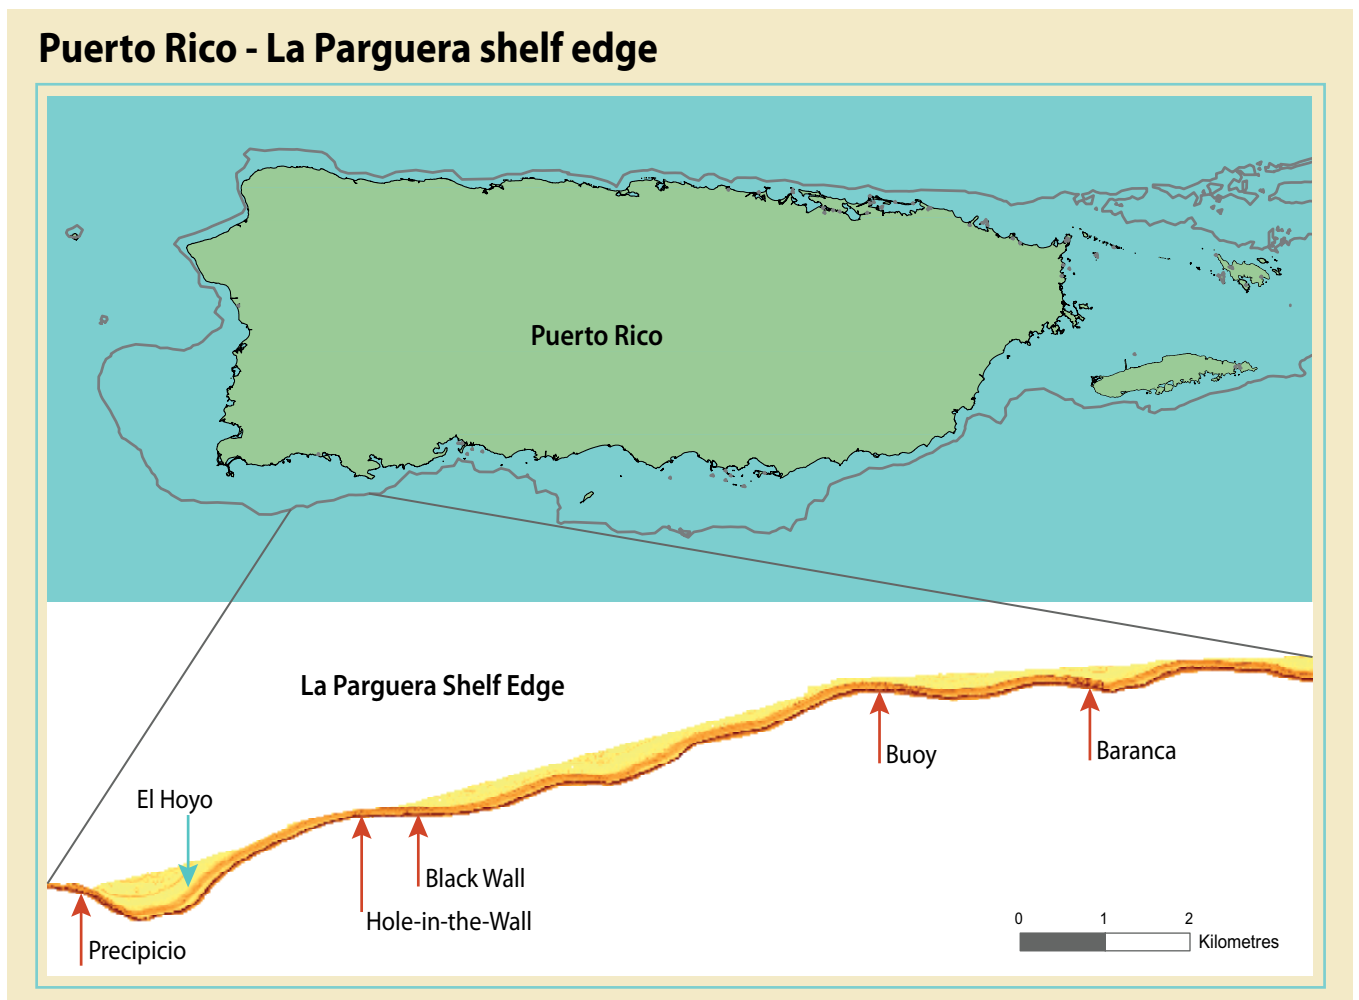 Puerto Rico - La Parguera shelf edge
Puerto Rico
La Parguera Shelf Edge
Buoy
Baranca
El Hoyo
Black Wall
Hole-in-the-Wall
Precipicio
0 1 2
Kilometres